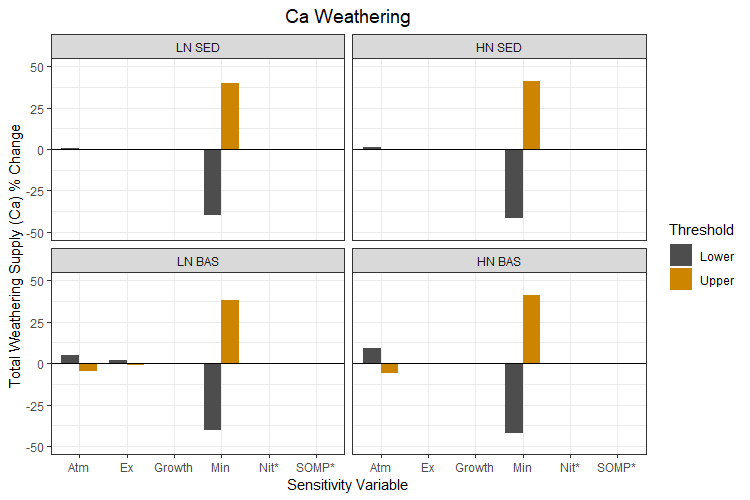 Ca Weathering
LN SED
HN SED
50
25
0
-25
-50
LN BAS
HN BAS
50
25
0
-25
-50
Total Weathering Supply (Ca) % Change
Atm Ex Growth Min Nit* SOMP*
Atm Ex Growth Min Nit* SOMP*
Sensitivity Variable
Threshold
Lower
Upper